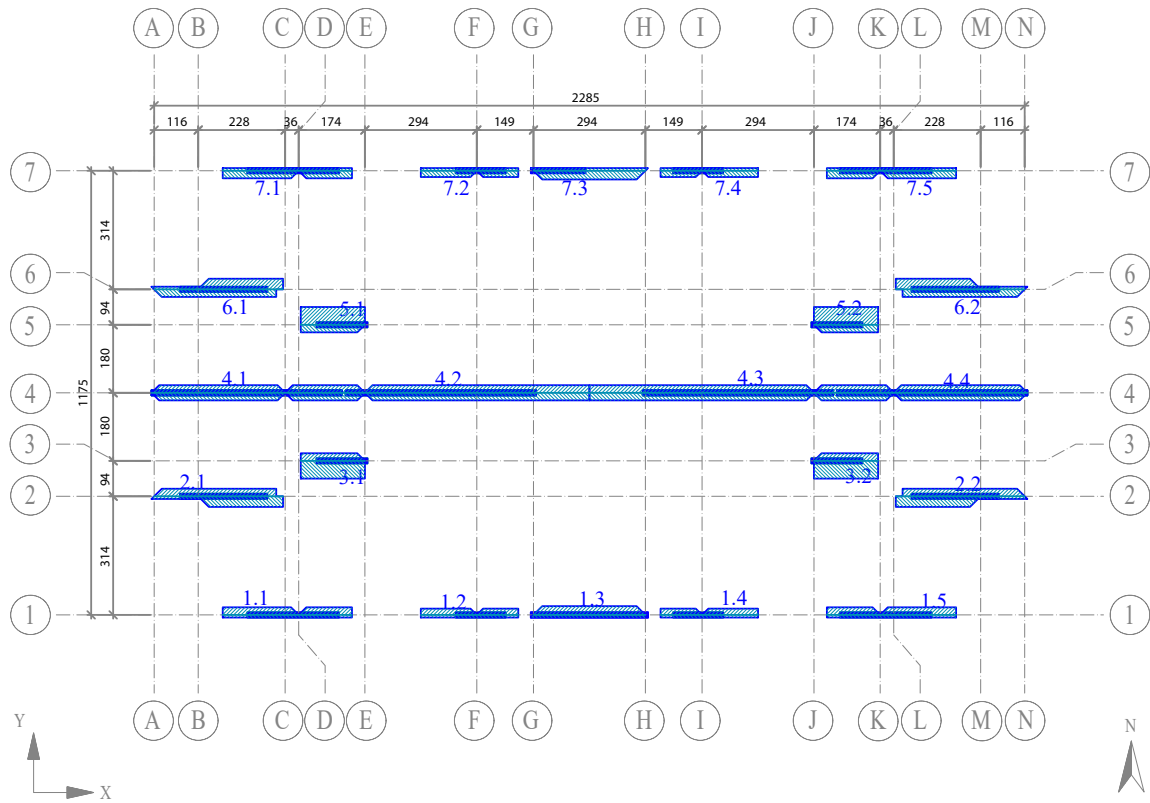 A B C D E F G H I J K L M N
2285
116 228 36 174 294 149 294 149 294 174 36 228 116
7 7
7.1 7.2 7.3 7.4 7.5
314
6 6
94
6.1 5.1 5.2 6.2
5 5
180
1175
4.1 4.2 4.3 4.4
4 4
180
3 3
94
2.1 3.1 3.2 2.2
2 2
314
1.1 1.2 1.3 1.4 1.5
1 1
A B C D E F G H I J K L M N
Y N
X